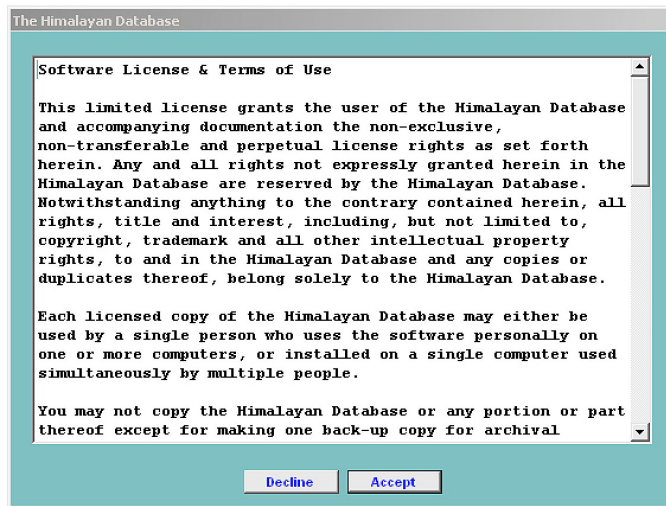 The Himalayan Database
Software License & Terms of Use
This limited license grants the user of the Himalayan Database
and accompanying documentation the non-exclusive,
non-transferable and perpetual license rights as set forth
herein. Any and all rights not expressly granted herein in the
Himalayan Database are reserved by the Himalayan Database.
Notwithstanding anything to the contrary contained herein, all
rights, title and interest, including, but not limited to,
copyright, trademark and all other intellectual property
rights, to and in the Himalayan Database and any copies or
duplicates thereof, belong solely to the Himalayan Database.
Each licensed copy of the Himalayan Database may either be
used by a single person who uses the software personally on
one or more computers, or installed on a single computer used
simultaneously by multiple people.
You may not copy the Himalayan Database or any portion or part
thereof except for making one back-up copy for archival
Decline Accept